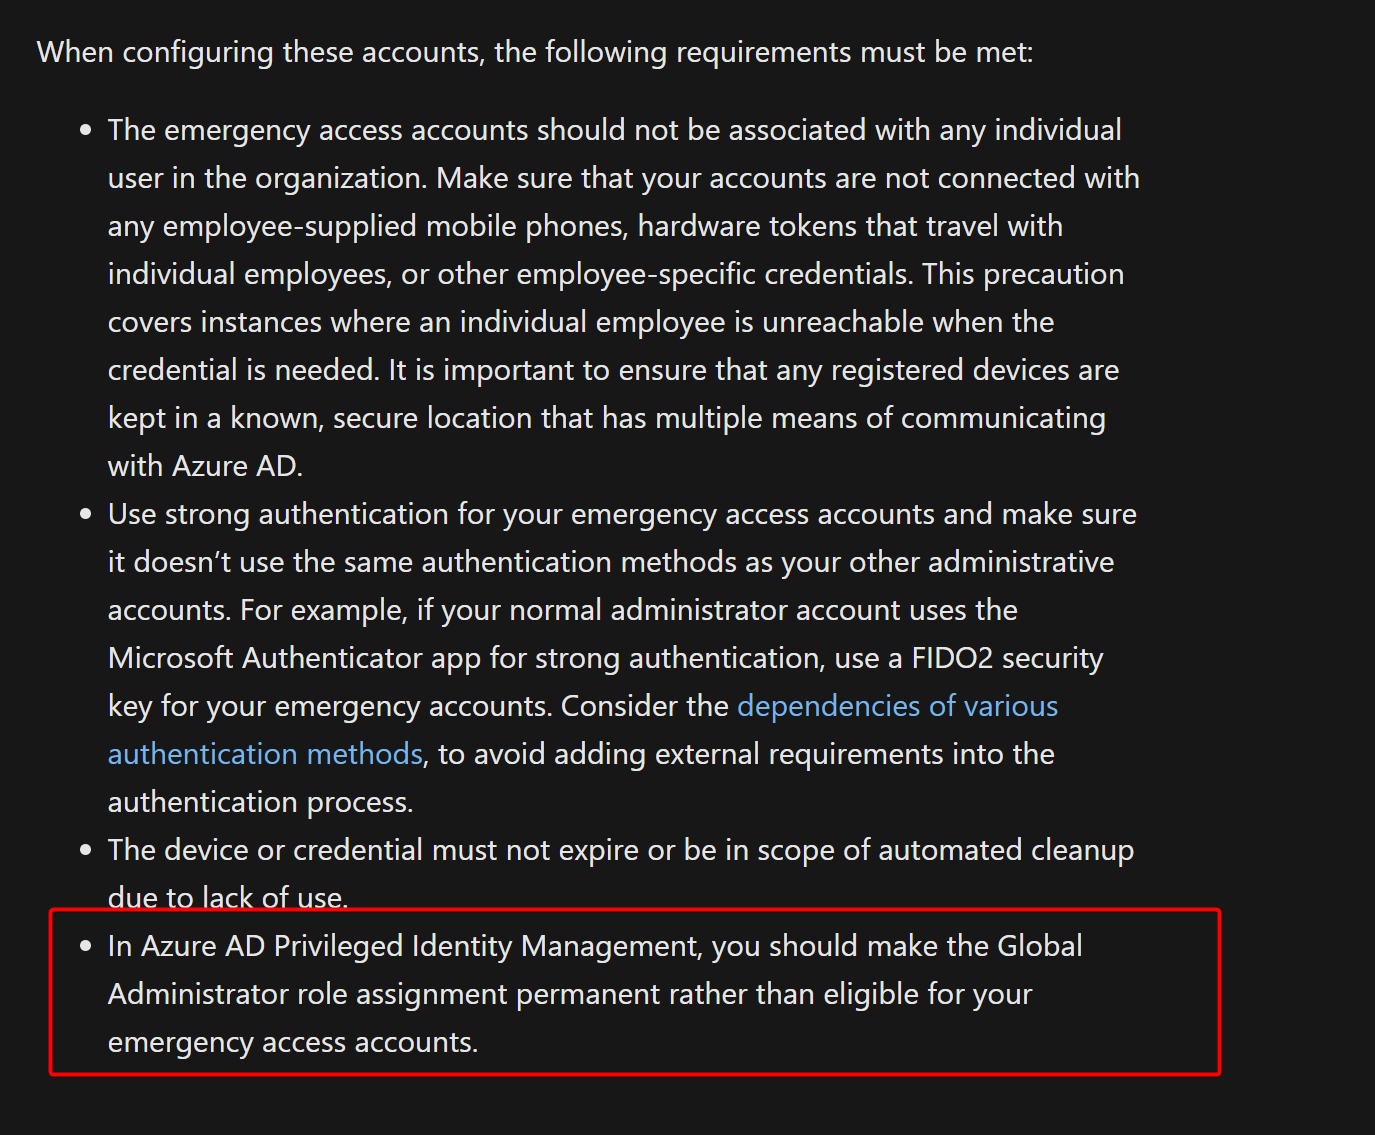 When configuring these accounts, the following requirements must be met:
The emergency access accounts should not be associated with any individual
user in the organization. Make sure that your accounts are not connected with
any employee-supplied mobile phones, hardware tokens that travel with
individual employees, or other employee-specific credentials. This precaution
covers instances where an individual employee is unreachable when the
credential is needed. It is important to ensure that any registered devices are
kept in a known, secure location that has multiple means of communicating
with Azure AD.
Use strong authentication for your emergency access accounts and make sure
it doesn’t use the same authentication methods as your other administrative
accounts. For example, if your normal administrator account uses the
Microsoft Authenticator app for strong authentication, use a FIDO2 security
key for your emergency accounts. Consider the dependencies of various
authentication methods, to avoid adding external requirements into the
authentication process.
The device or credential must not expire or be in scope of automated cleanup
due to lack of use.
In Azure AD Privileged Identity Management, you should make the Global
Administrator role assignment permanent rather than eligible for your
emergency access accounts.